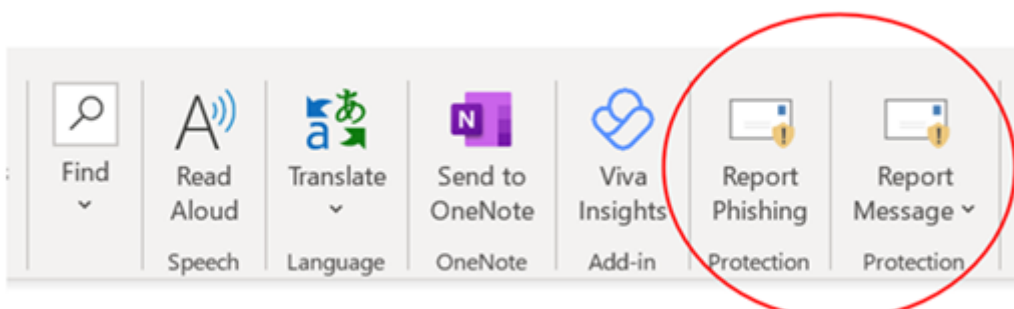 Find
Read
Aloud
Translate
Send to
OneNote
Viva
Insights
Report
Phishing
Report
Message
Speech
Language
OneNote
Add-in
Protection
Protection